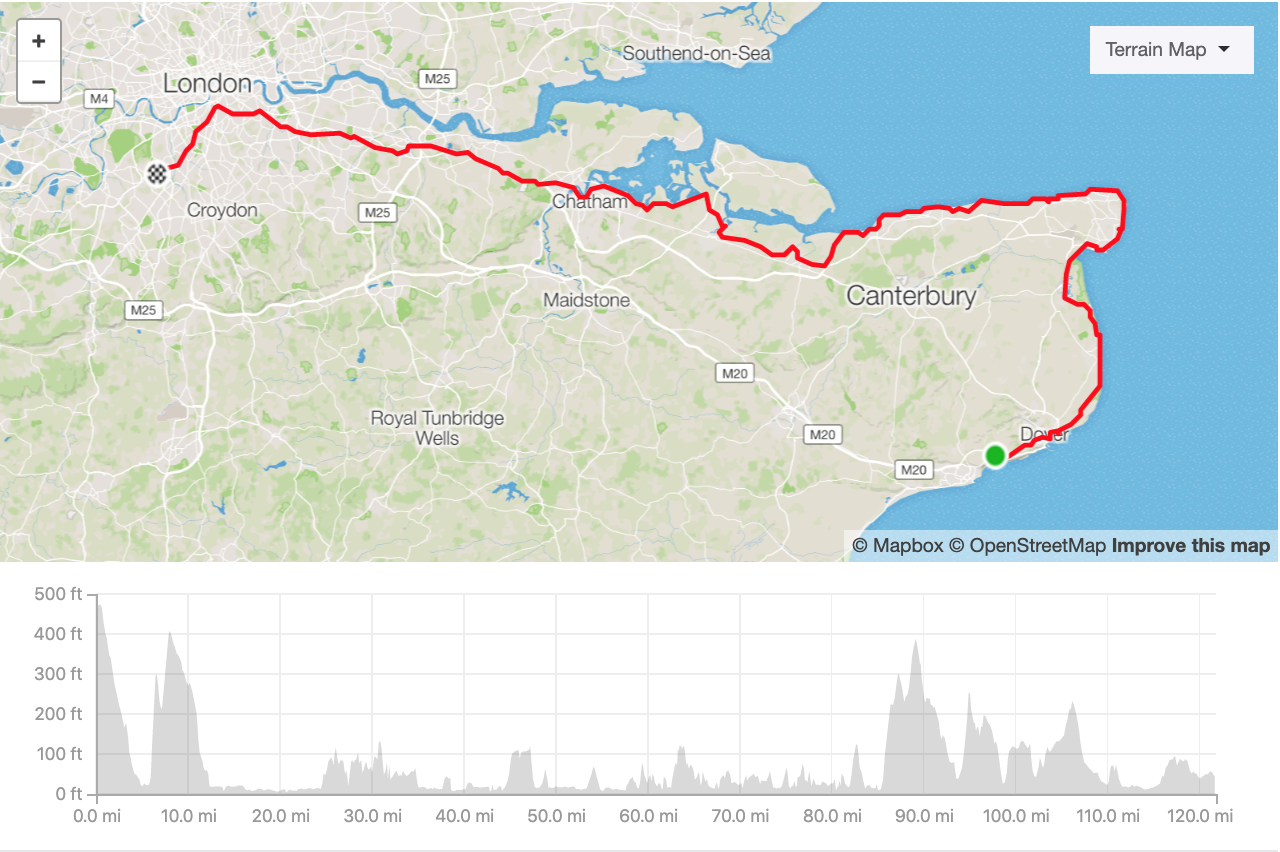 +
−
Terrain Map
Southend-on-Sea
M25
London
M4
Chatham
Croydon
M25
Canterbury
Maidstone
M25
M20
Royal Tunbridge
Wells
M20
Dover
M20
© Mapbox © OpenStreetMap Improve this map
500 ft
400 ft
300 ft
200 ft
100 ft
0 ft
0.0 mi 10.0 mi 20.0 mi 30.0 mi 40.0 mi 50.0 mi 60.0 mi 70.0 mi 80.0 mi 90.0 mi 100.0 mi 110.0 mi 120.0 mi